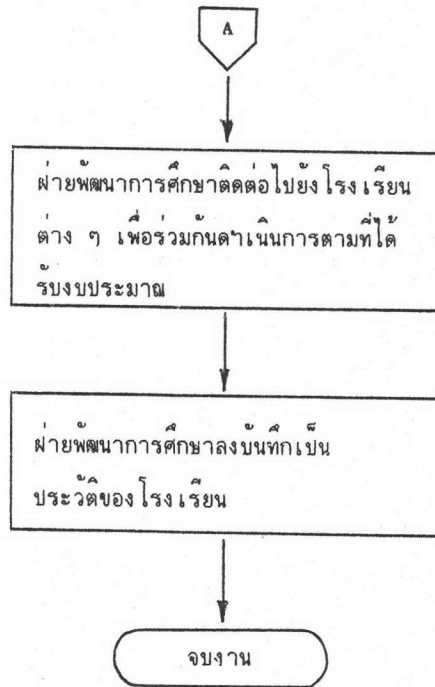 A
ฝ่ายพัฒนาการศึกษาติดต่อไปยังโรงเรียน
ต่าง ๆ เพื่อร่วมกันดำเนินการตามที่ได้
รับงบประมาณ
ฝ่ายพัฒนาการศึกษาลงบันทึกเป็น
ประวัติของโรงเรียน
จบงาน